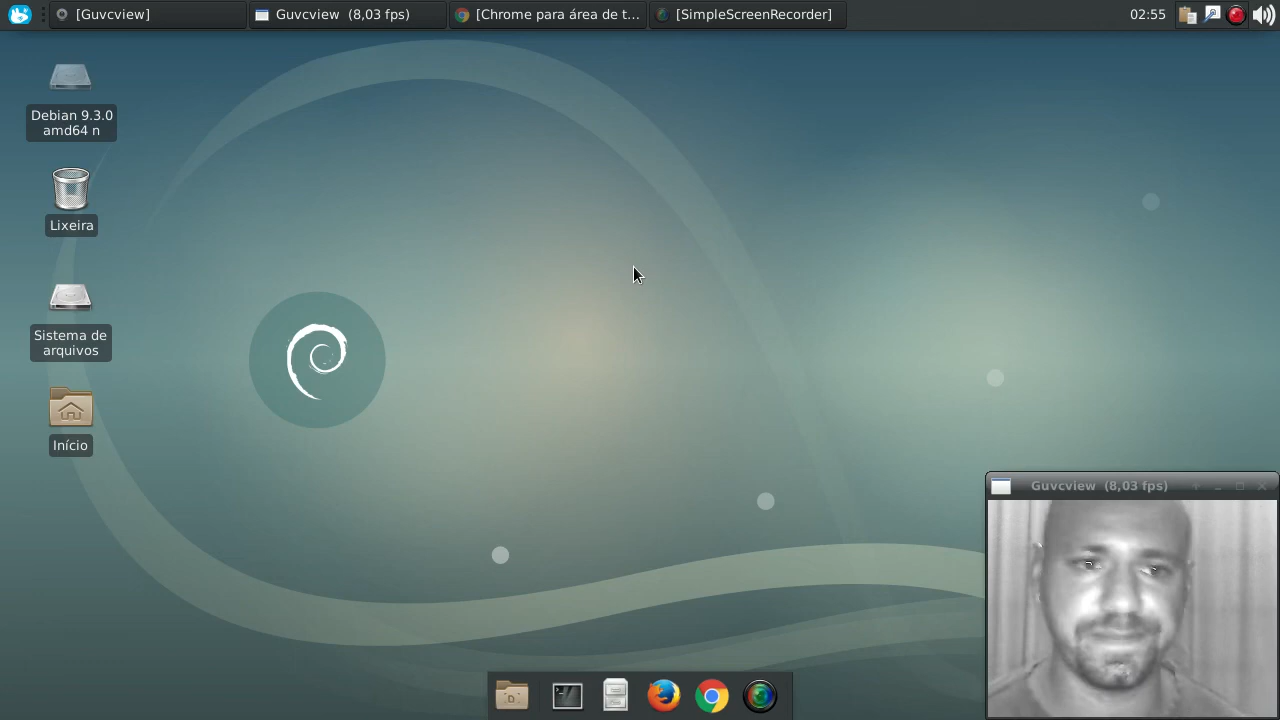 [Guvcview]
Guvcview (8,03 fps)
[Chrome para área de t...
[SimpleScreenRecorder]
02:55
Debian 9.3.0
amd64 n
Lixeira
Sistema de
arquivos
Início
Guvcview (8,03 fps)